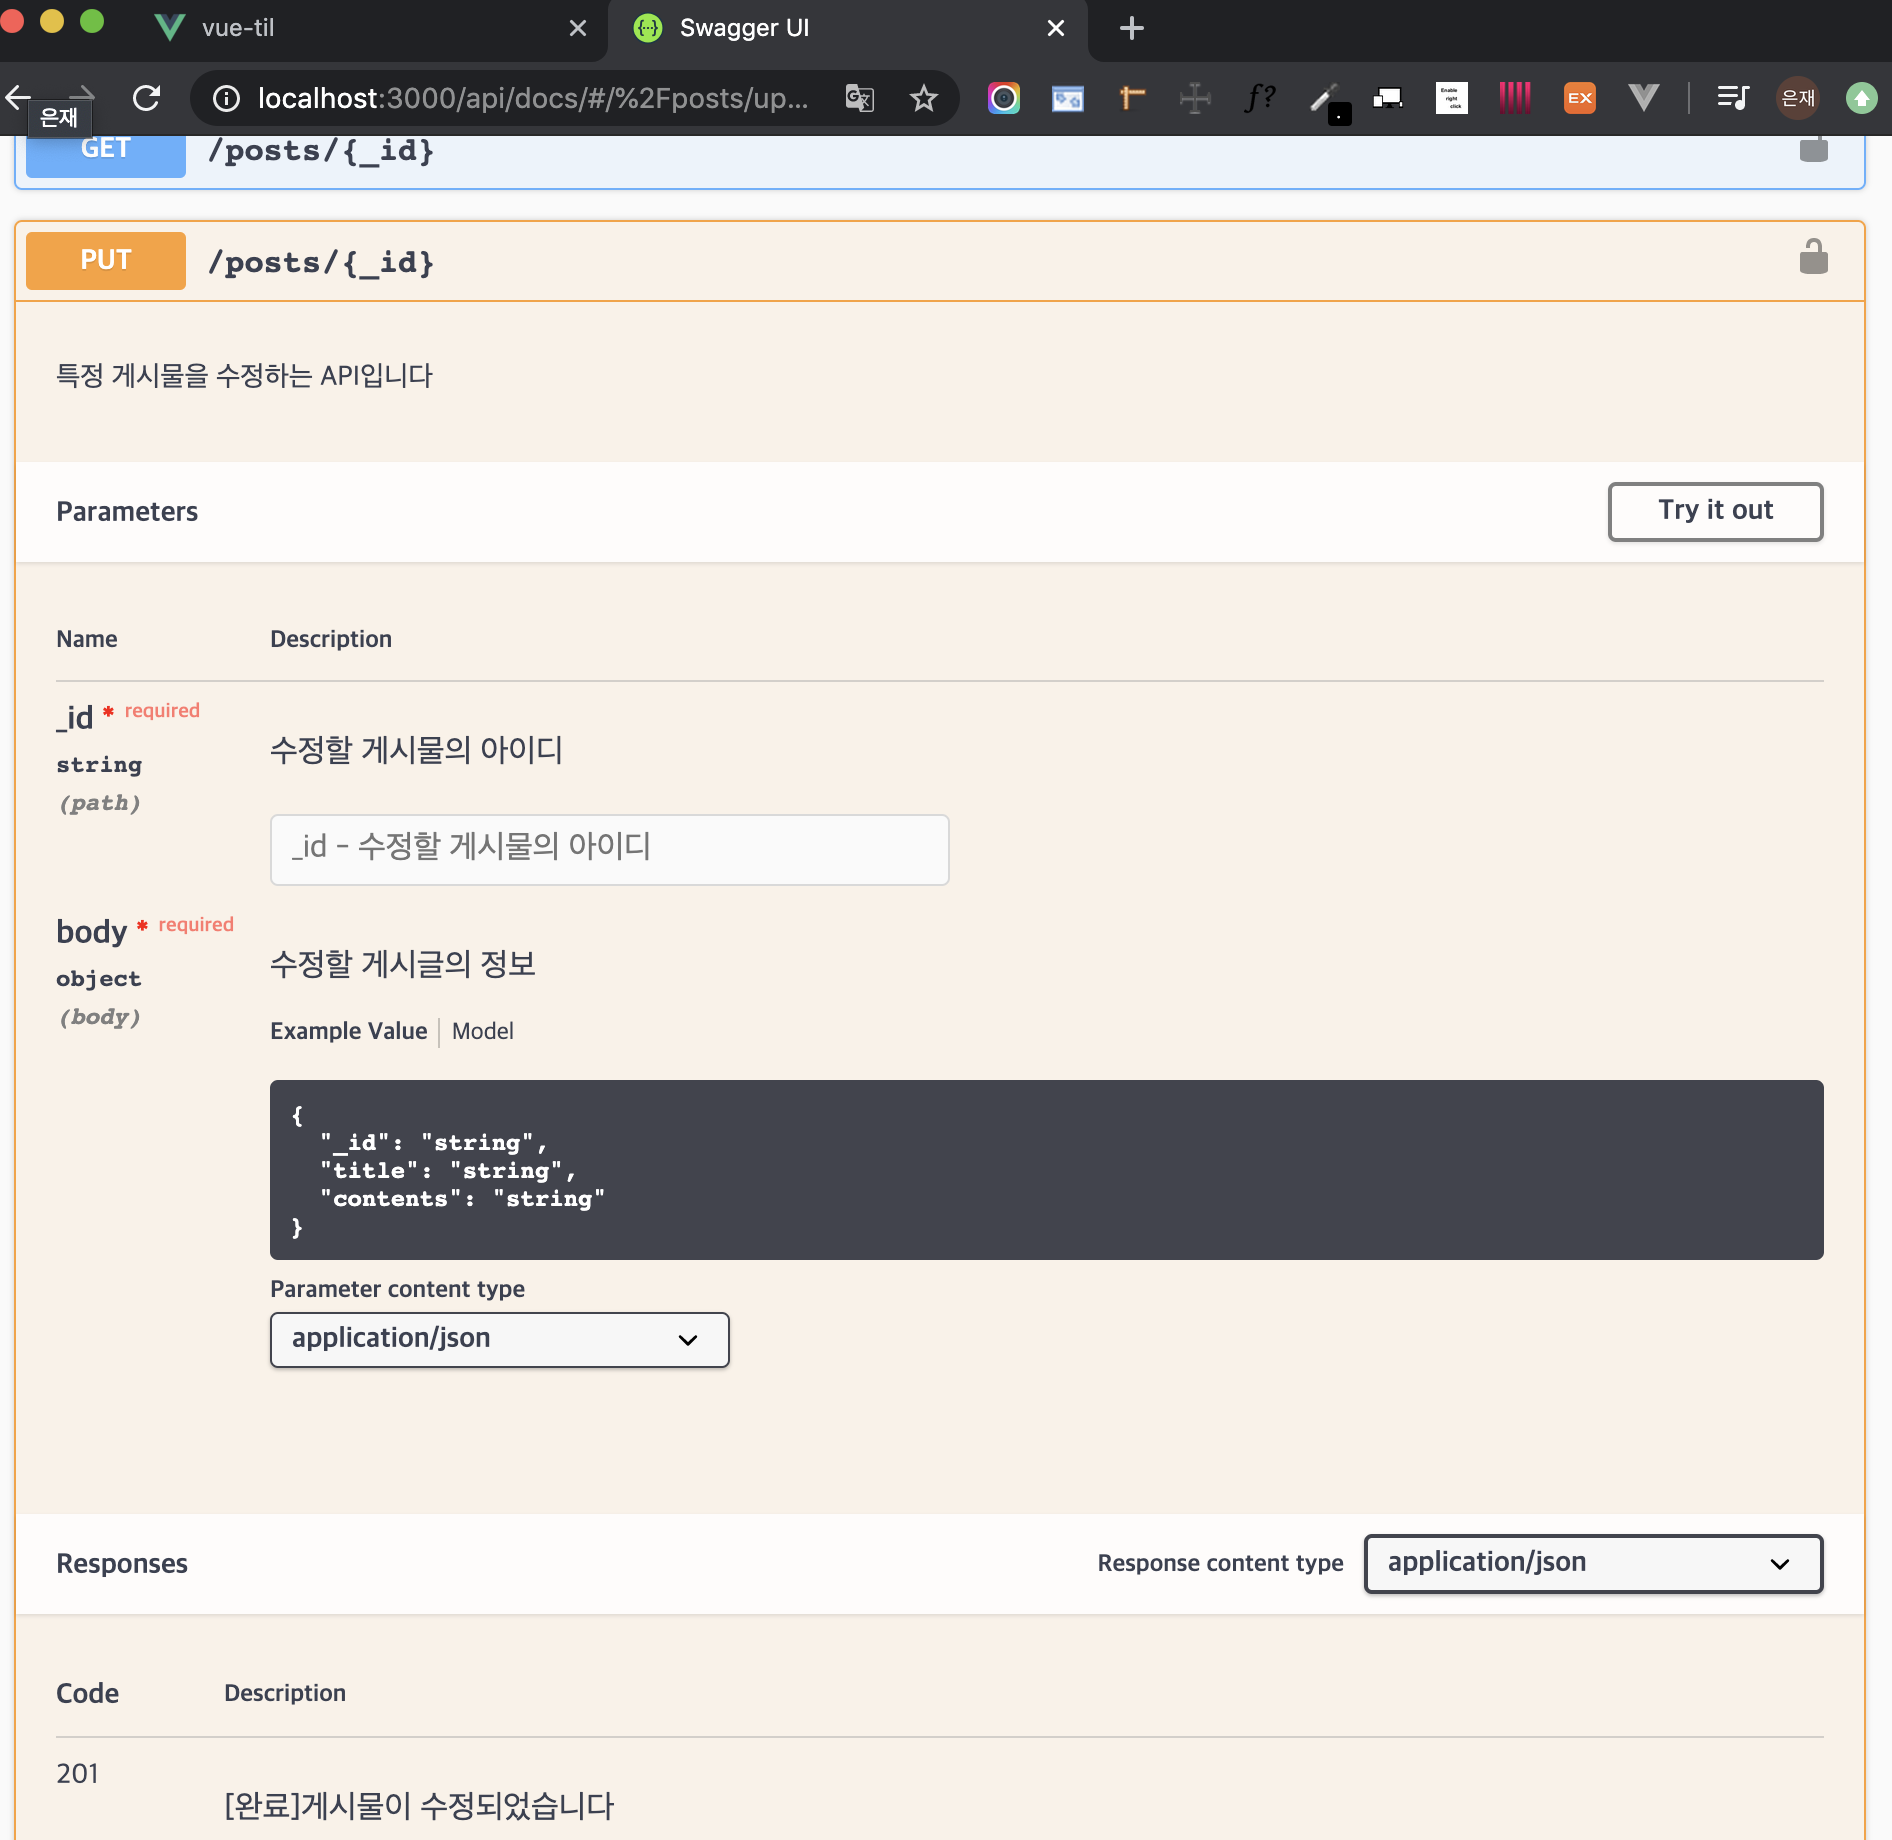 vue-til
Swagger UI
localhost:3000/api/docs/#/%2Fposts/up...
은재
Enable right click
EX
은재
GET /posts/{_id}
PUT /posts/{_id}
특정 게시물을 수정하는 API입니다
Parameters
Try it out
Name Description
_id * required
string
(path)
수정할 게시물의 아이디
_id - 수정할 게시물의 아이디
body * required
object
(body)
수정할 게시글의 정보
Example Value | Model
{
"_id": "string",
"title": "string",
"contents": "string"
}
Parameter content type
application/json
Responses
Response content type
application/json
Code Description
201
[완료]게시물이 수정되었습니다